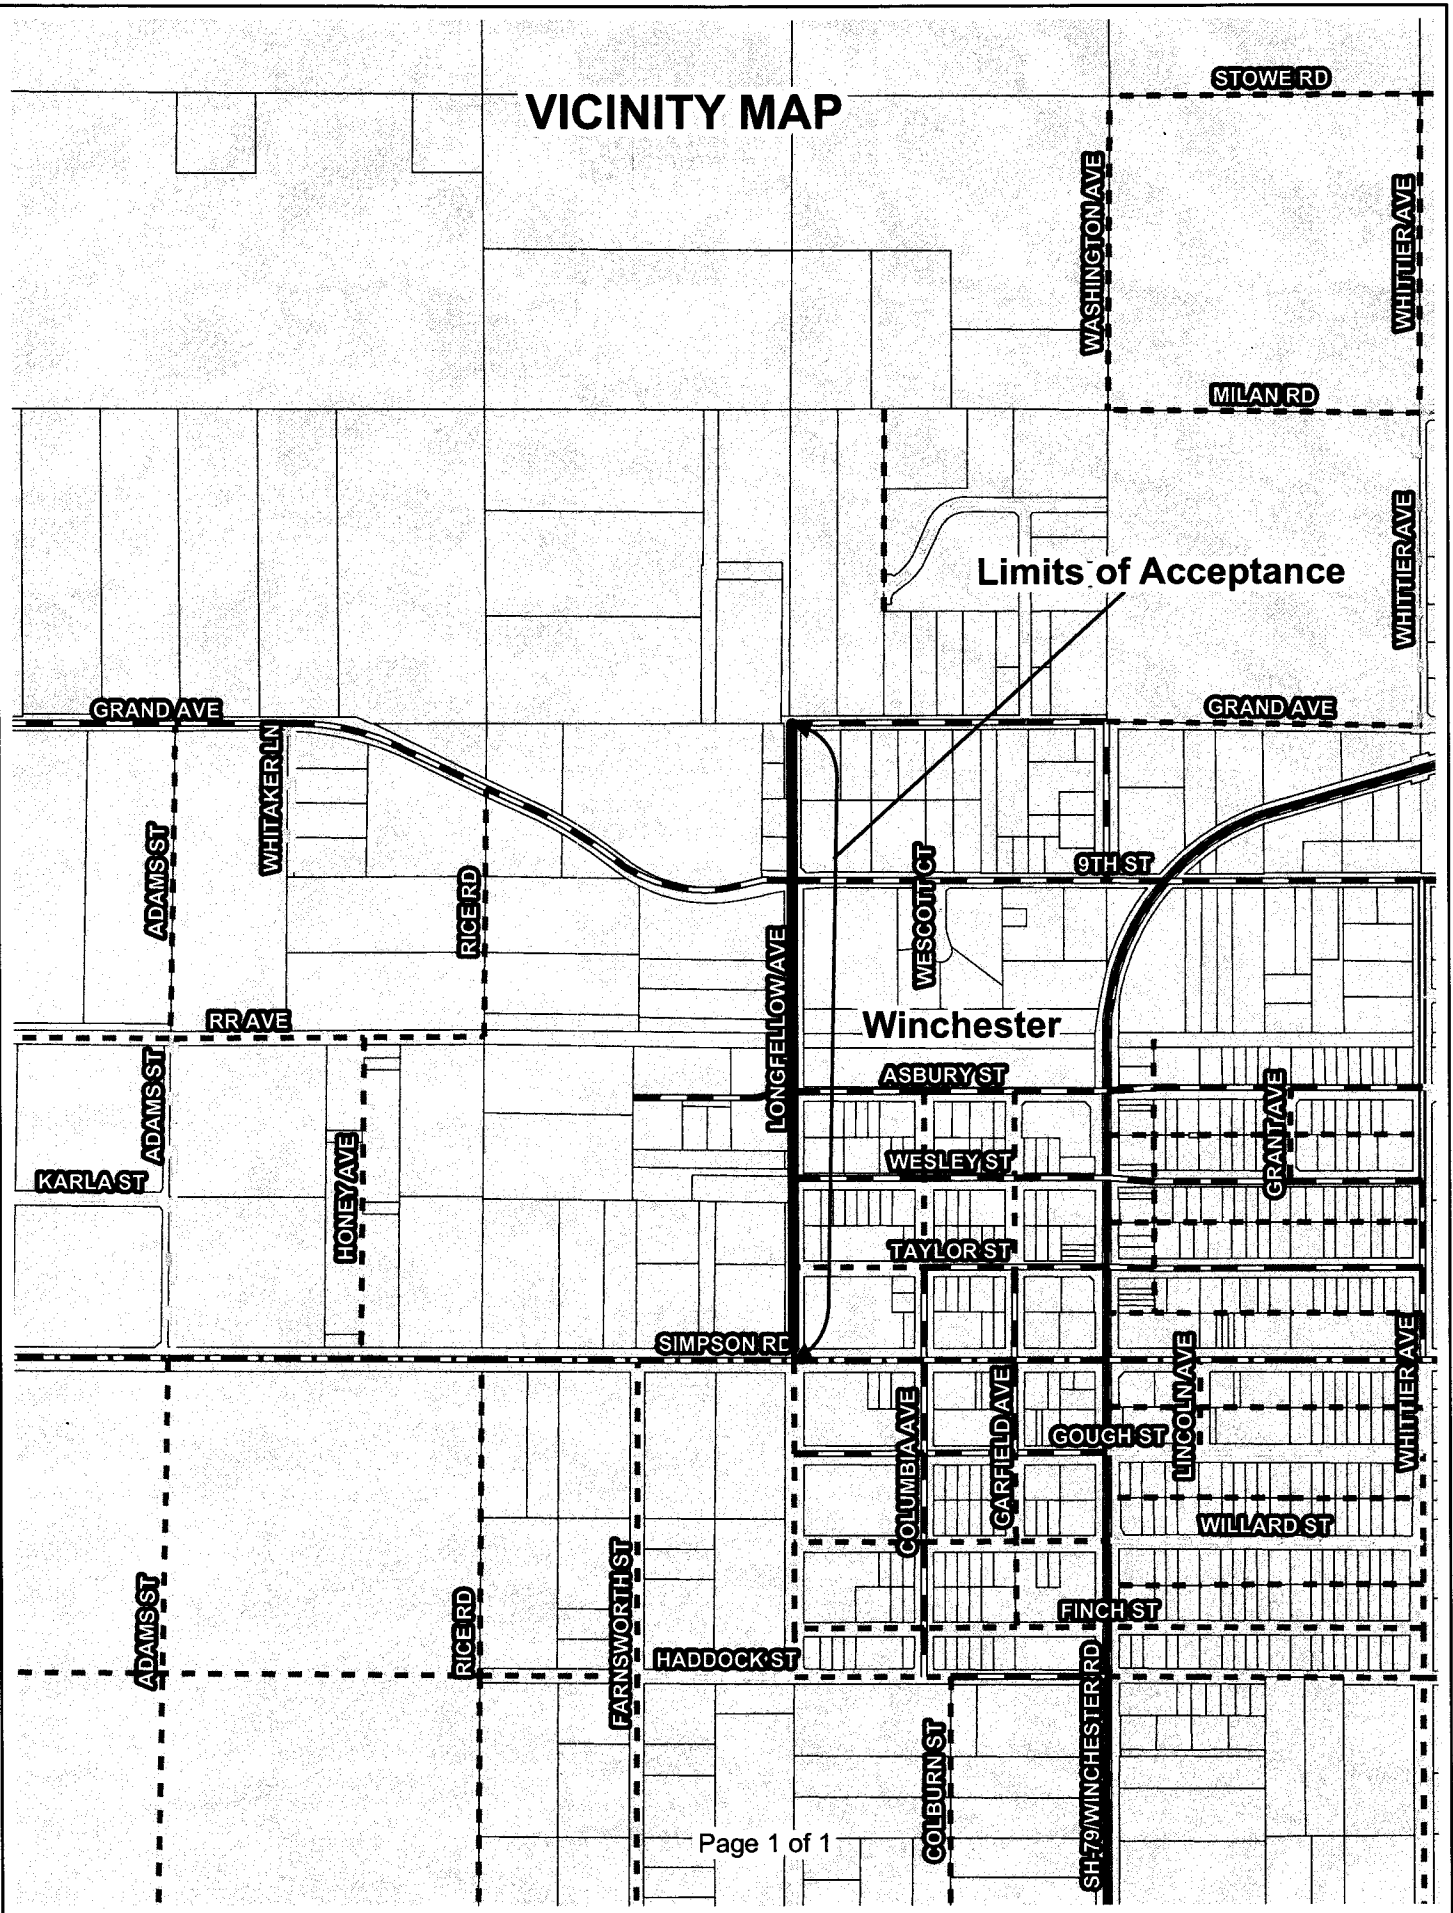 STOWE RD
VICINITY MAP
WASHINGTON AVE
WHITTIER AVE
MILAN RD
WHITTIER AVE
Limits of Acceptance
GRAND AVE
GRAND AVE
WHITAKER LN
ADAMS ST
RICE RD
9TH ST
WESCOTT CT
LONGFELLOW AVE
RR AVE
Winchester
ADAMS ST
ASBURY ST
GRANT AVE
KARLA ST
HONEY AVE
WESLEY ST
TAYLOR ST
SIMPSON RD
COLUMBIA AVE
GARFIELD AVE
GOUGH ST
LINCOLN AVE
WHITTIER AVE
WILLARD ST
ADAMS ST
RICE RD
FARNSWORTH ST
FINCH ST
HADDOCK ST
COLBURN ST
SH-79/WINCHESTER RD
Page 1 of 1